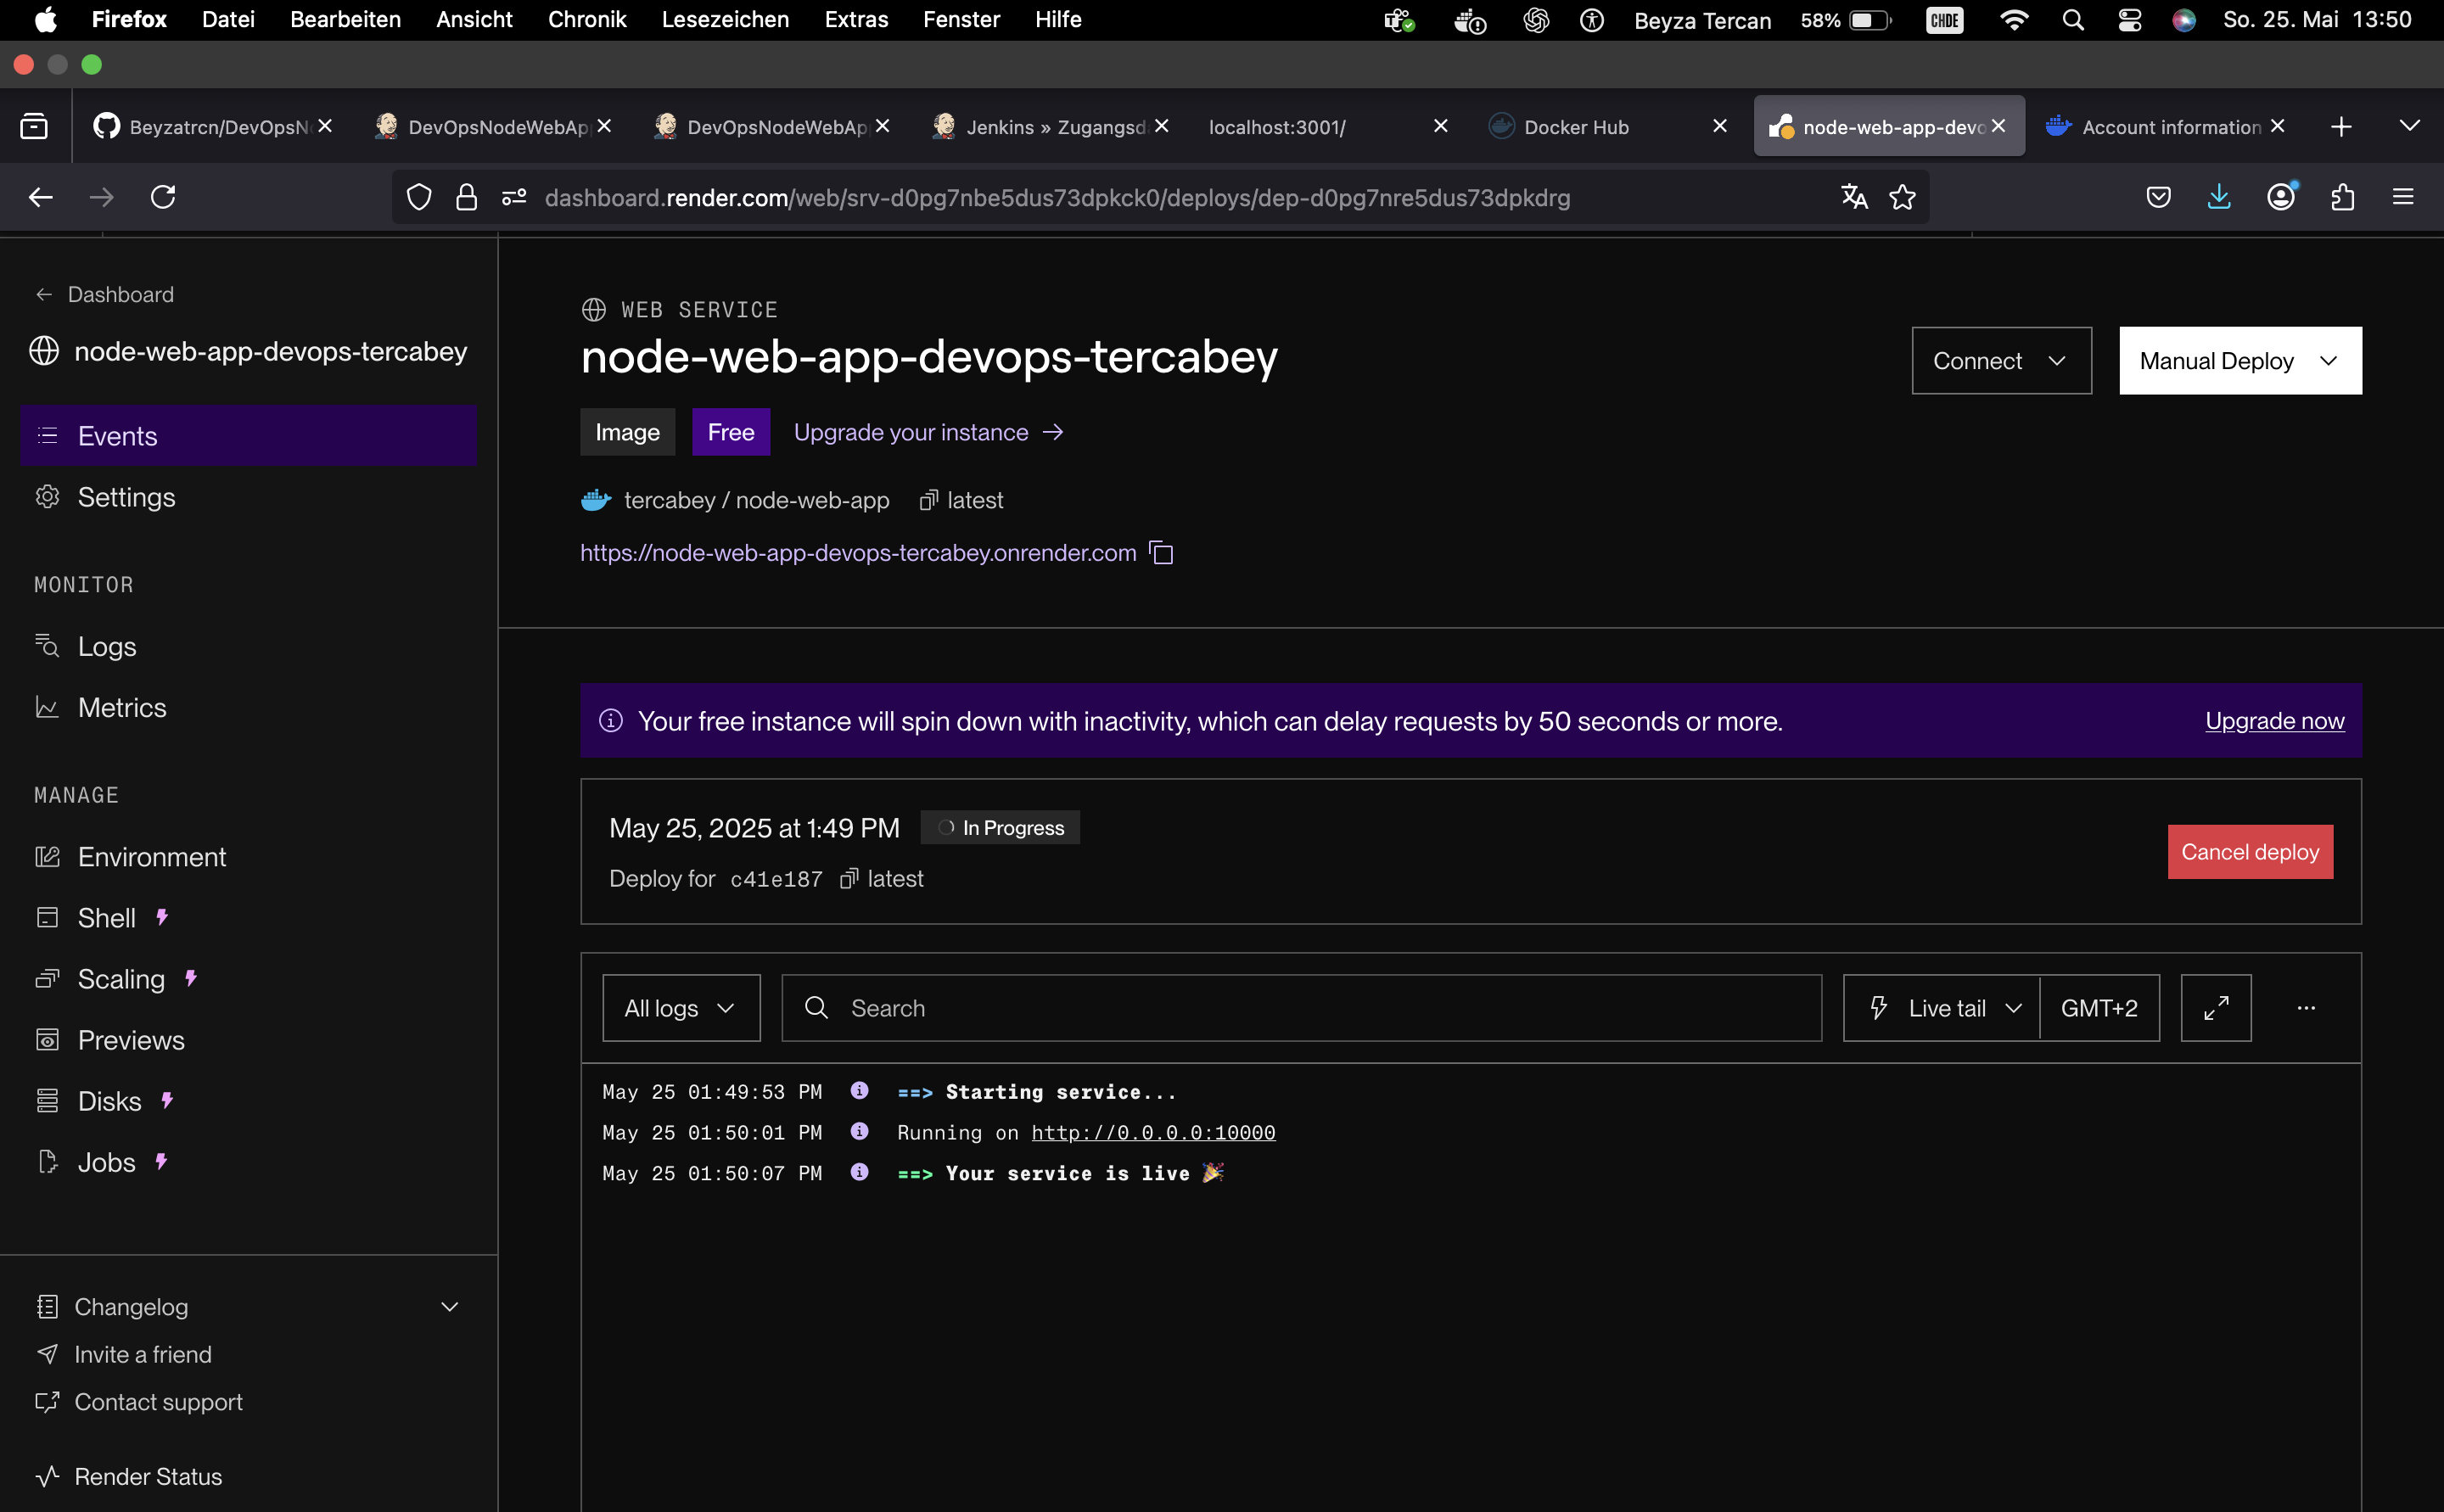 Firefox Datei Bearbeiten Ansicht Chronik Lesezeichen Extras Fenster Hilfe Beyza Tercan 58% CHDE So. 25. Mai 13:50
Beyzatrcn/DevOpsN DevOpsNodeWebAp DevOpsNodeWebAp Jenkins » Zugangsd localhost:3001/ Docker Hub node-web-app-devo Account information
dashboard.render.com/web/srv-d0pg7nbe5dus73dpkck0/deploys/dep-d0pg7nre5dus73dpkdrg
Dashboard
node-web-app-devops-tercabey
Events
Settings
MONITOR
Logs
Metrics
MANAGE
Environment
Shell
Scaling
Previews
Disks
Jobs
Changelog
Invite a friend
Contact support
Render Status
WEB SERVICE
node-web-app-devops-tercabey
Connect Manual Deploy
Image Free Upgrade your instance →
tercabey / node-web-app latest
https://node-web-app-devops-tercabey.onrender.com
Your free instance will spin down with inactivity, which can delay requests by 50 seconds or more. Upgrade now
May 25, 2025 at 1:49 PM In Progress
Cancel deploy
Deploy for c41e187 latest
All logs Search Live tail GMT+2 ...
May 25 01:49:53 PM ==> Starting service...
May 25 01:50:01 PM Running on http://0.0.0.0:10000
May 25 01:50:07 PM ==> Your service is live 🎉